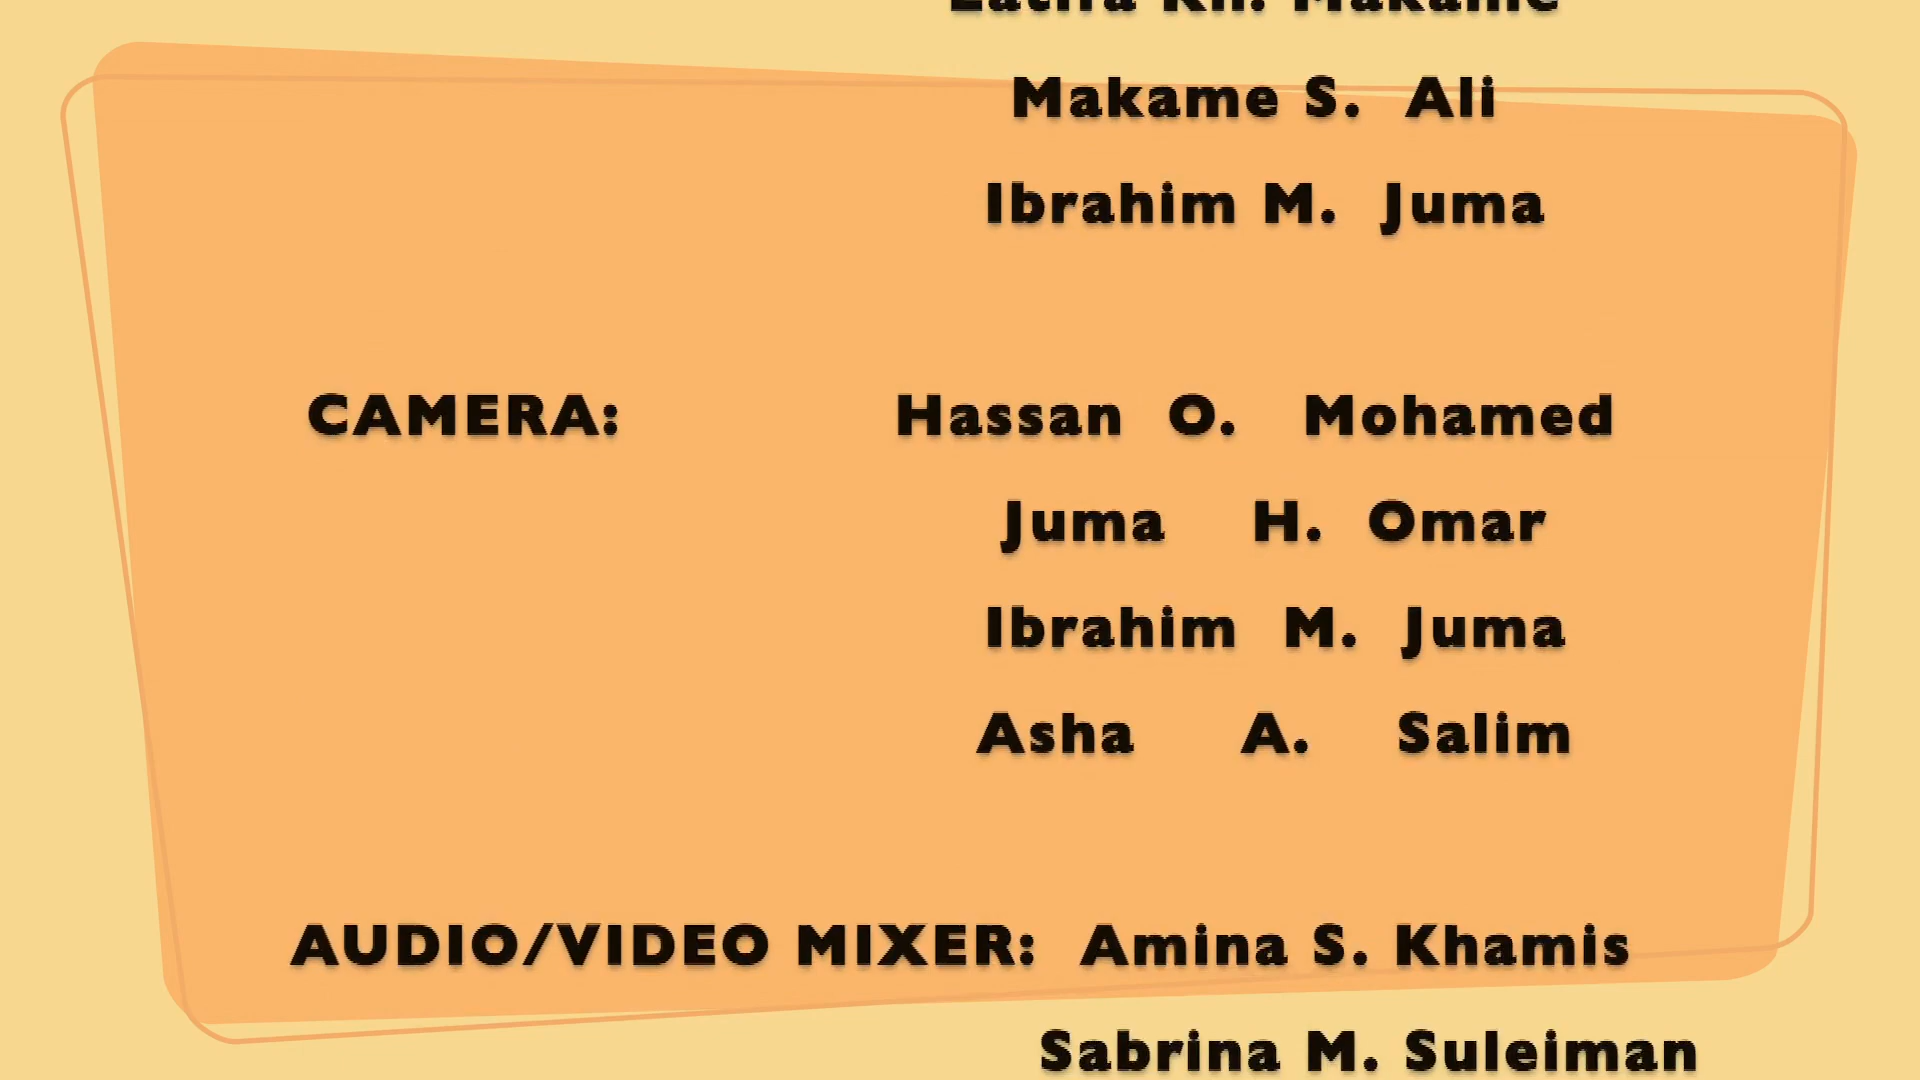 Makame S. Ali
Ibrahim M. Juma
CAMERA: Hassan O. Mohamed
Juma H. Omar
Ibrahim M. Juma
Asha A. Salim
AUDIO/VIDEO MIXER: Amina S. Khamis
Sabrina M. Suleiman